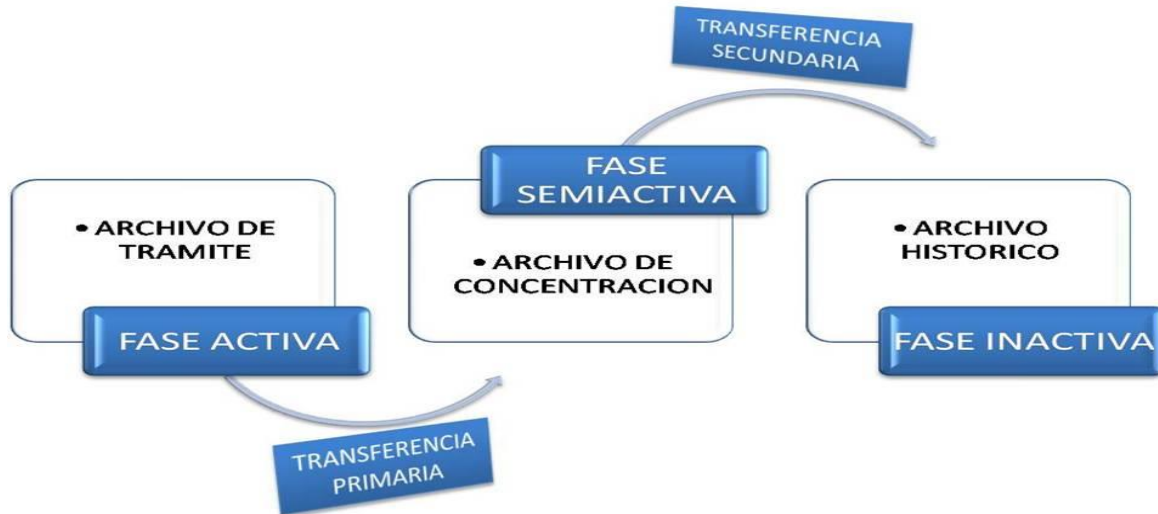 • ARCHIVO DE
TRAMITE
FASE ACTIVA
TRANSFERENCIA
PRIMARIA
FASE
SEMIACTIVA
• ARCHIVO DE
CONCENTRACION
TRANSFERENCIA
SECUNDARIA
• ARCHIVO
HISTORICO
FASE INACTIVA